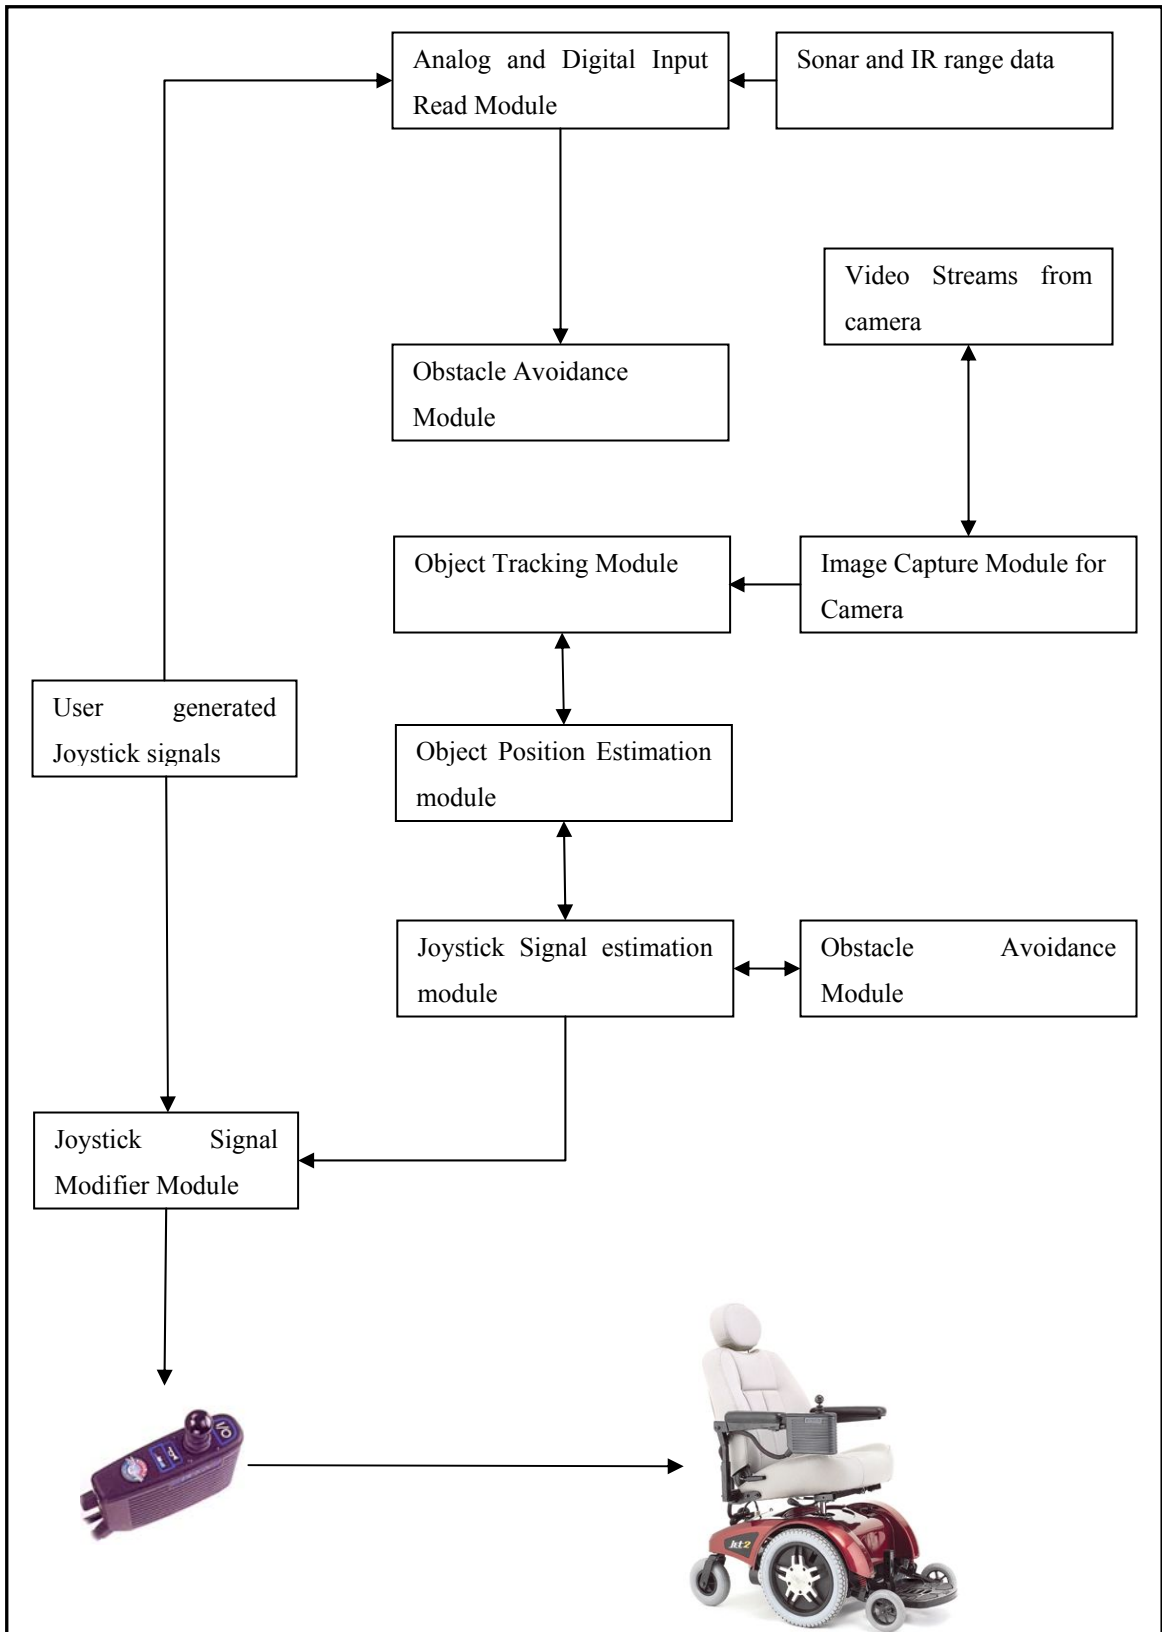 Analog and Digital Input
Read Module
Sonar and IR range data
Video Streams from
camera
Obstacle Avoidance
Module
Object Tracking Module
Image Capture Module for
Camera
User generated
Joystick signals
Object Position Estimation
module
Joystick Signal estimation
module
Obstacle Avoidance
Module
Joystick Signal
Modifier Module
I/O
Jet2